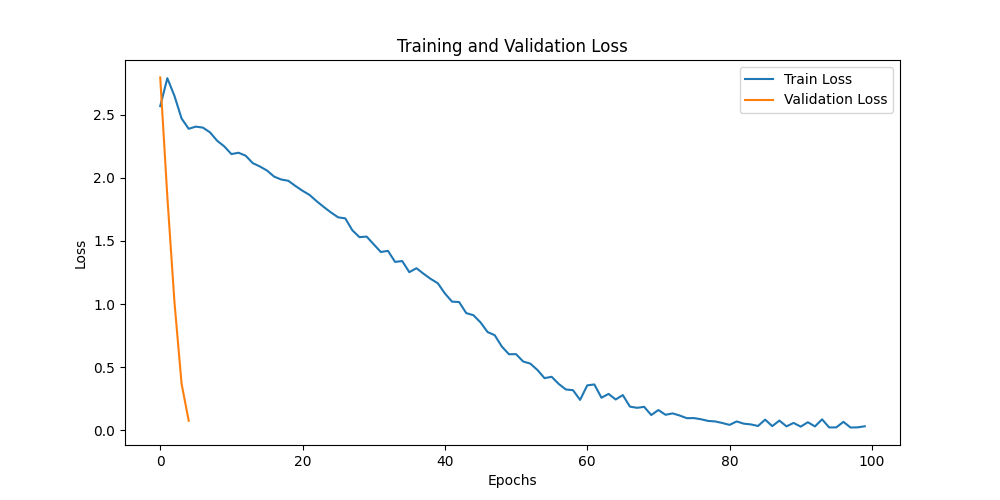 Training and Validation Loss
Train Loss
Validation Loss
Loss
2.5
2.0
1.5
1.0
0.5
0.0
0 20 40 60 80 100
Epochs